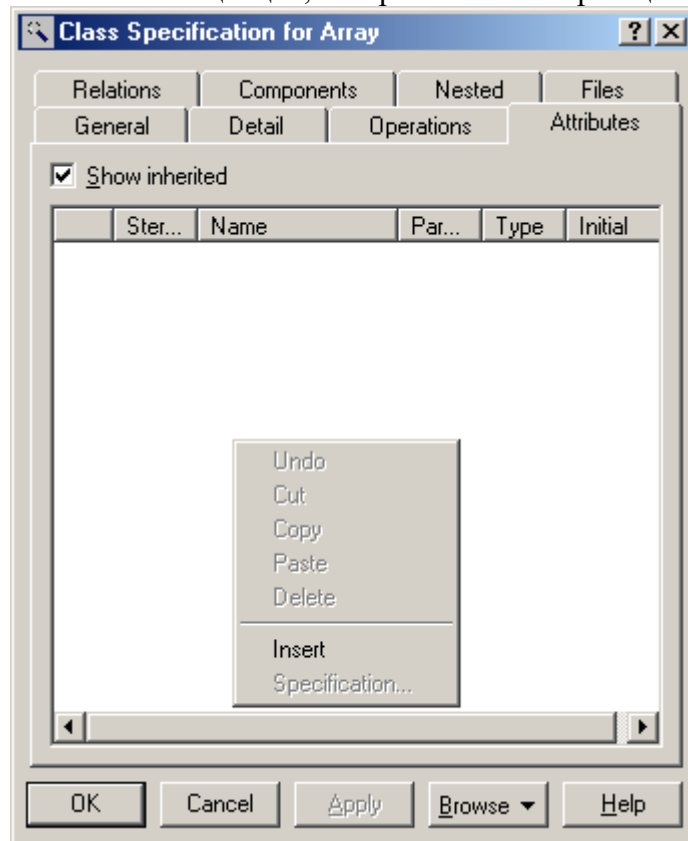 Class Specification for Array
Relations Components Nested Files
General Detail Operations Attributes
Show inherited
Ster... Name Par... Type Initial
Undo
Cut
Copy
Paste
Delete
Insert
Specification...
OK Cancel Apply Browse Help